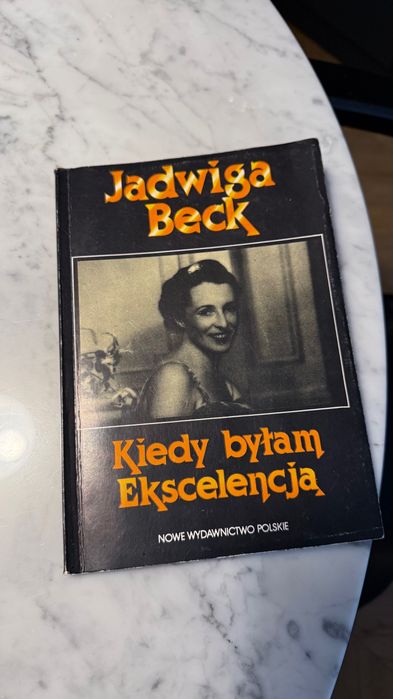 Jadwiga
Beck
Kiedy byłam
Ekscelencją
NOWE WYDAWNICTWO POLSKIE